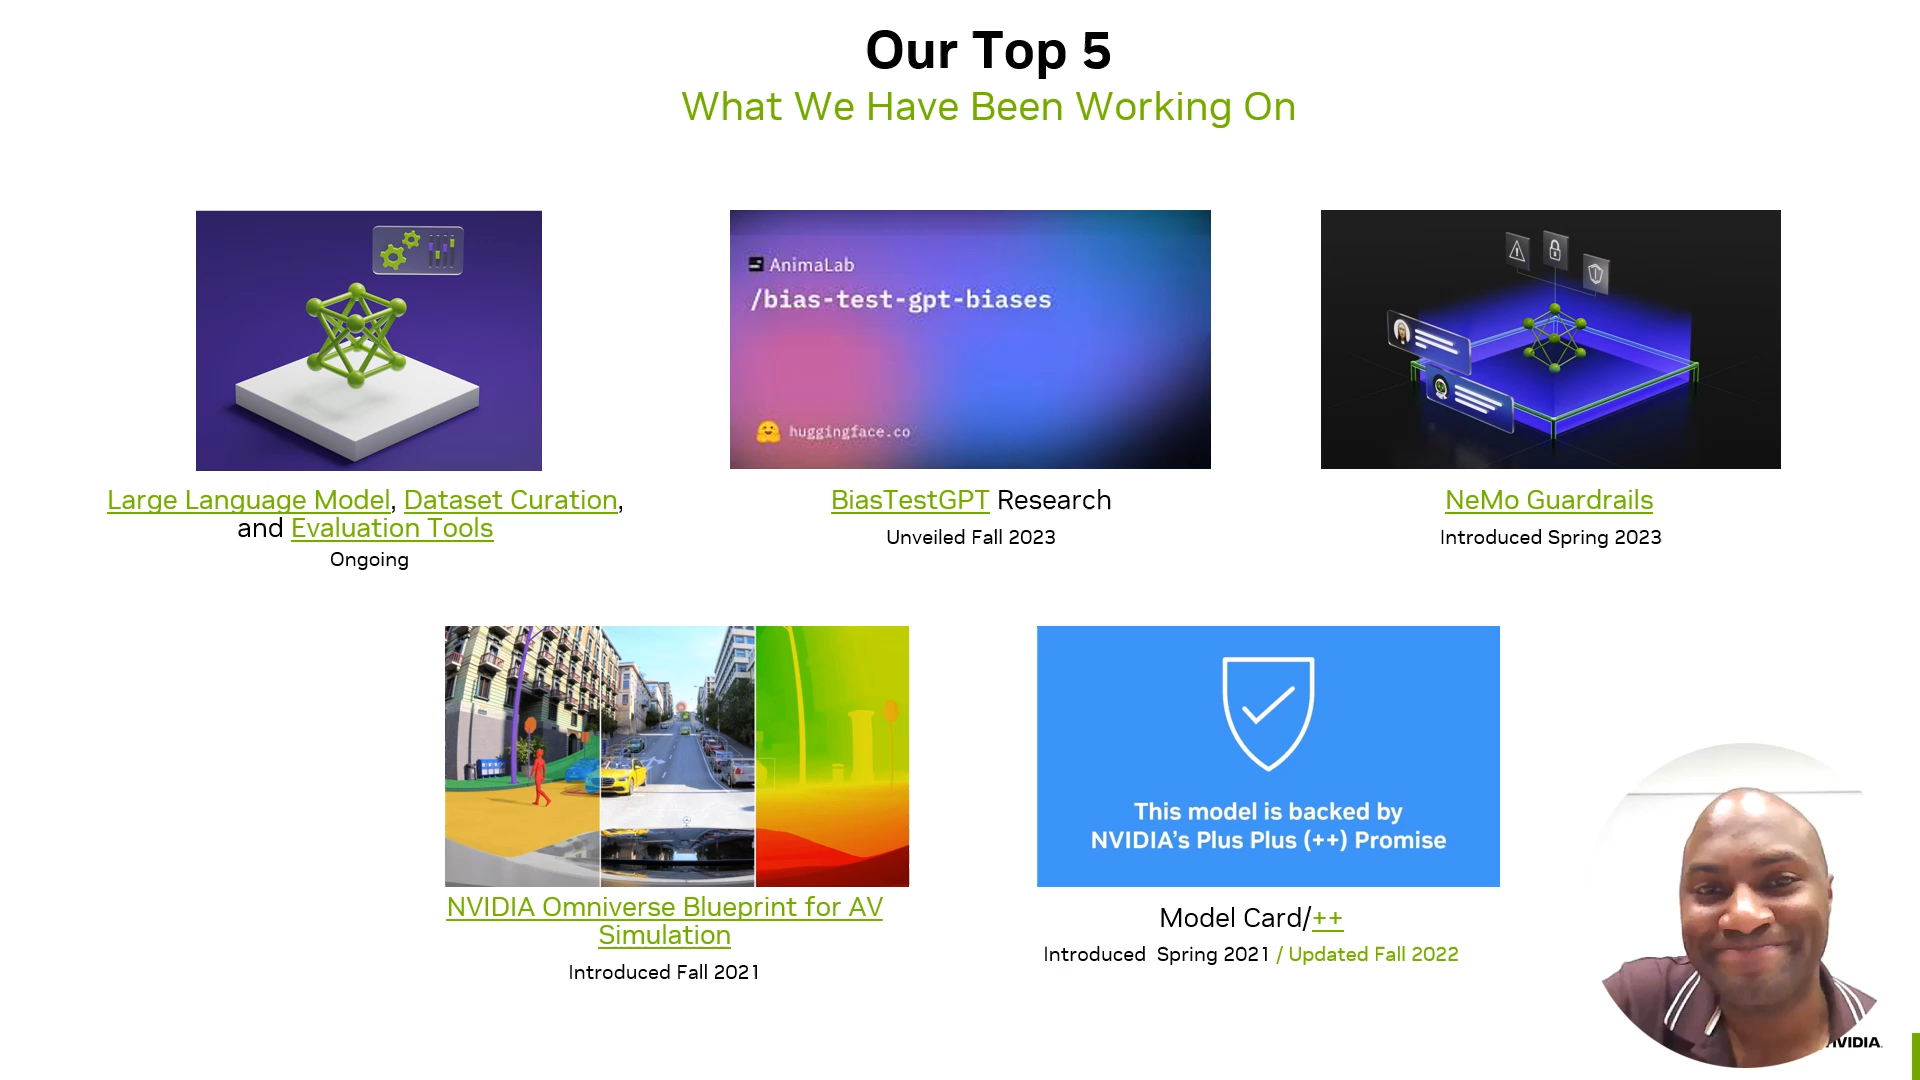 Our Top 5
What We Have Been Working On
AnimaLab
/bias-test-gpt-biases
huggingface.co
Large Language Model, Dataset Curation,
and Evaluation Tools
Ongoing
BiasTestGPT Research
Unveiled Fall 2023
NeMo Guardrails
Introduced Spring 2023
This model is backed by
NVIDIA's Plus Plus (++) Promise
NVIDIA Omniverse Blueprint for AV
Simulation
Introduced Fall 2021
Model Card/++
Introduced  Spring 2021 / Updated Fall 2022
NVIDIA